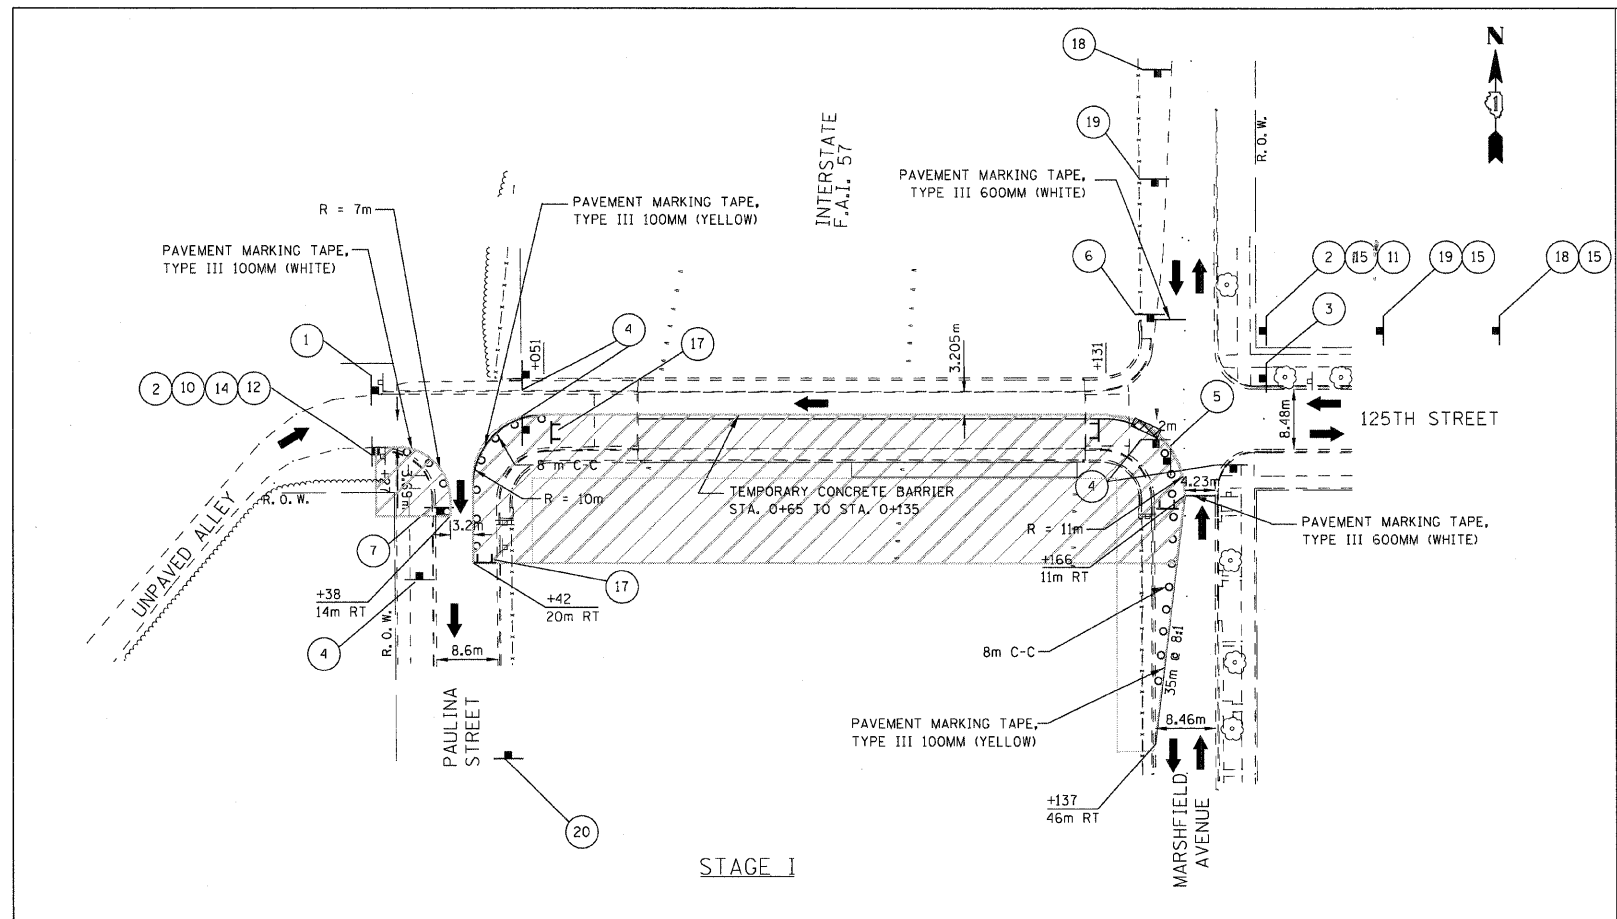 N
18
19
INTERSTATE
F.A.I. 57
R.O.W.
PAVEMENT MARKING TAPE,
TYPE III 600MM (WHITE)
PAVEMENT MARKING TAPE,
TYPE III 100MM (YELLOW)
R = 7m
PAVEMENT MARKING TAPE,
TYPE III 100MM (WHITE)
6
2 15 11
19 15
18 15
3
1
4
17
+051
3.205m
+131
2 10 14 12
5
2m
8.48m
125TH STREET
8 m C-C
R = 10m
TEMPORARY CONCRETE BARRIER
STA. 0+65 TO STA. 0+135
4
4.23m
R = 11m
PAVEMENT MARKING TAPE,
TYPE III 600MM (WHITE)
+27
3.69m
R.O.W.
UNPAVED ALLEY
7
3.2m
+166
11m RT
+38
14m RT
17
+42
20m RT
4
R.O.W.
8.6m
8m C-C
35m @ 8:1
PAULINA
STREET
PAVEMENT MARKING TAPE,
TYPE III 100MM (YELLOW)
8.46m
20
+137
46m RT
MARSHFIELD
AVENUE
STAGE I